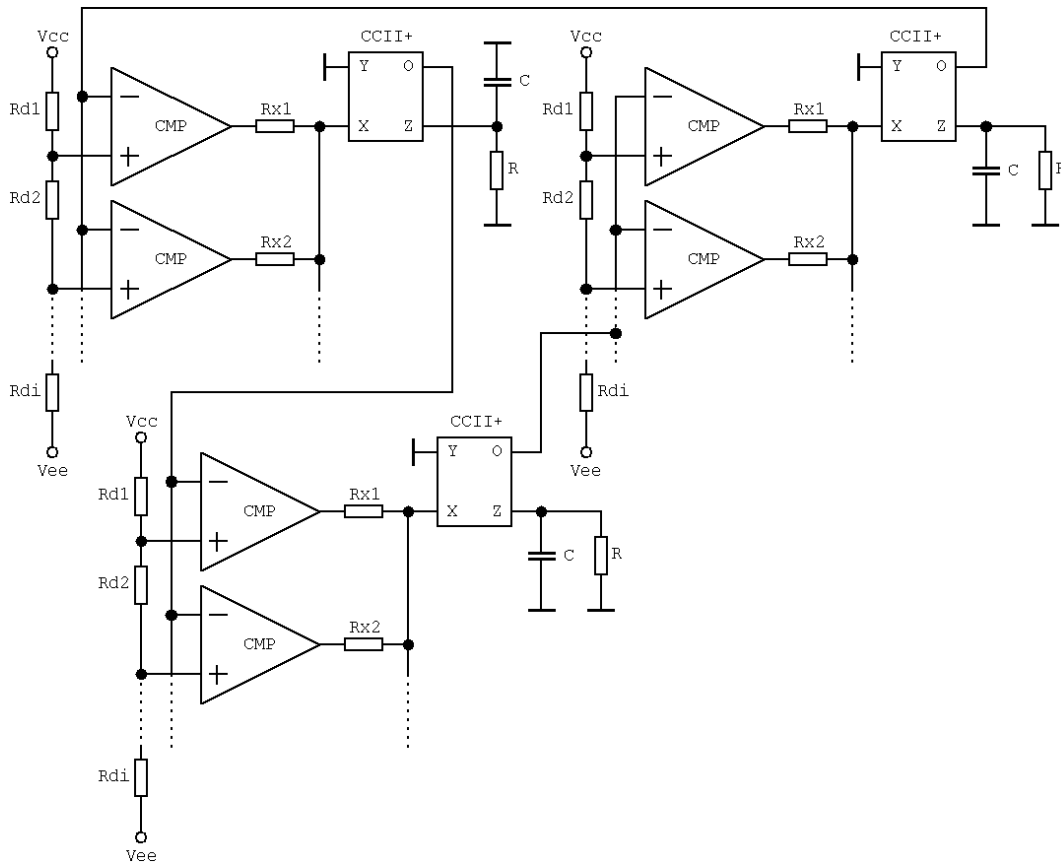 Vcc
CCII+
Y O
X Z
C
R
Rd1
CMP
Rx1
Rd2
CMP
Rx2
Rdi
Vee
Vcc
CCII+
Y O
X Z
C
R
Rd1
CMP
Rx1
Rd2
CMP
Rx2
Rdi
Vee
Vcc
CCII+
Y O
X Z
C
R
Rd1
CMP
Rx1
Rd2
CMP
Rx2
Rdi
Vee